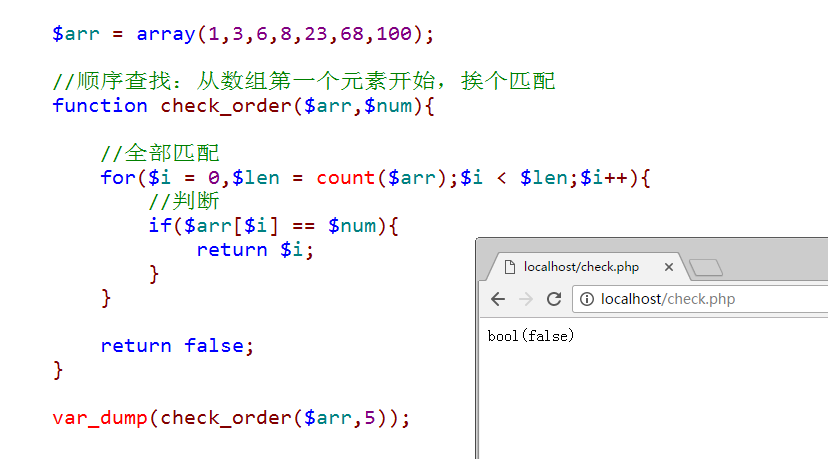 $arr = array(1,3,6,8,23,68,100);
//顺序查找：从数组第一个元素开始，挨个匹配
function check_order($arr,$num){
//全部匹配
for($i = 0,$len = count($arr);$i < $len;$i++){
//判断
if($arr[$i] == $num){
return $i;
}
}
return false;
}
var_dump(check_order($arr,5));
localhost/check.php
localhost/check.php
bool(false)